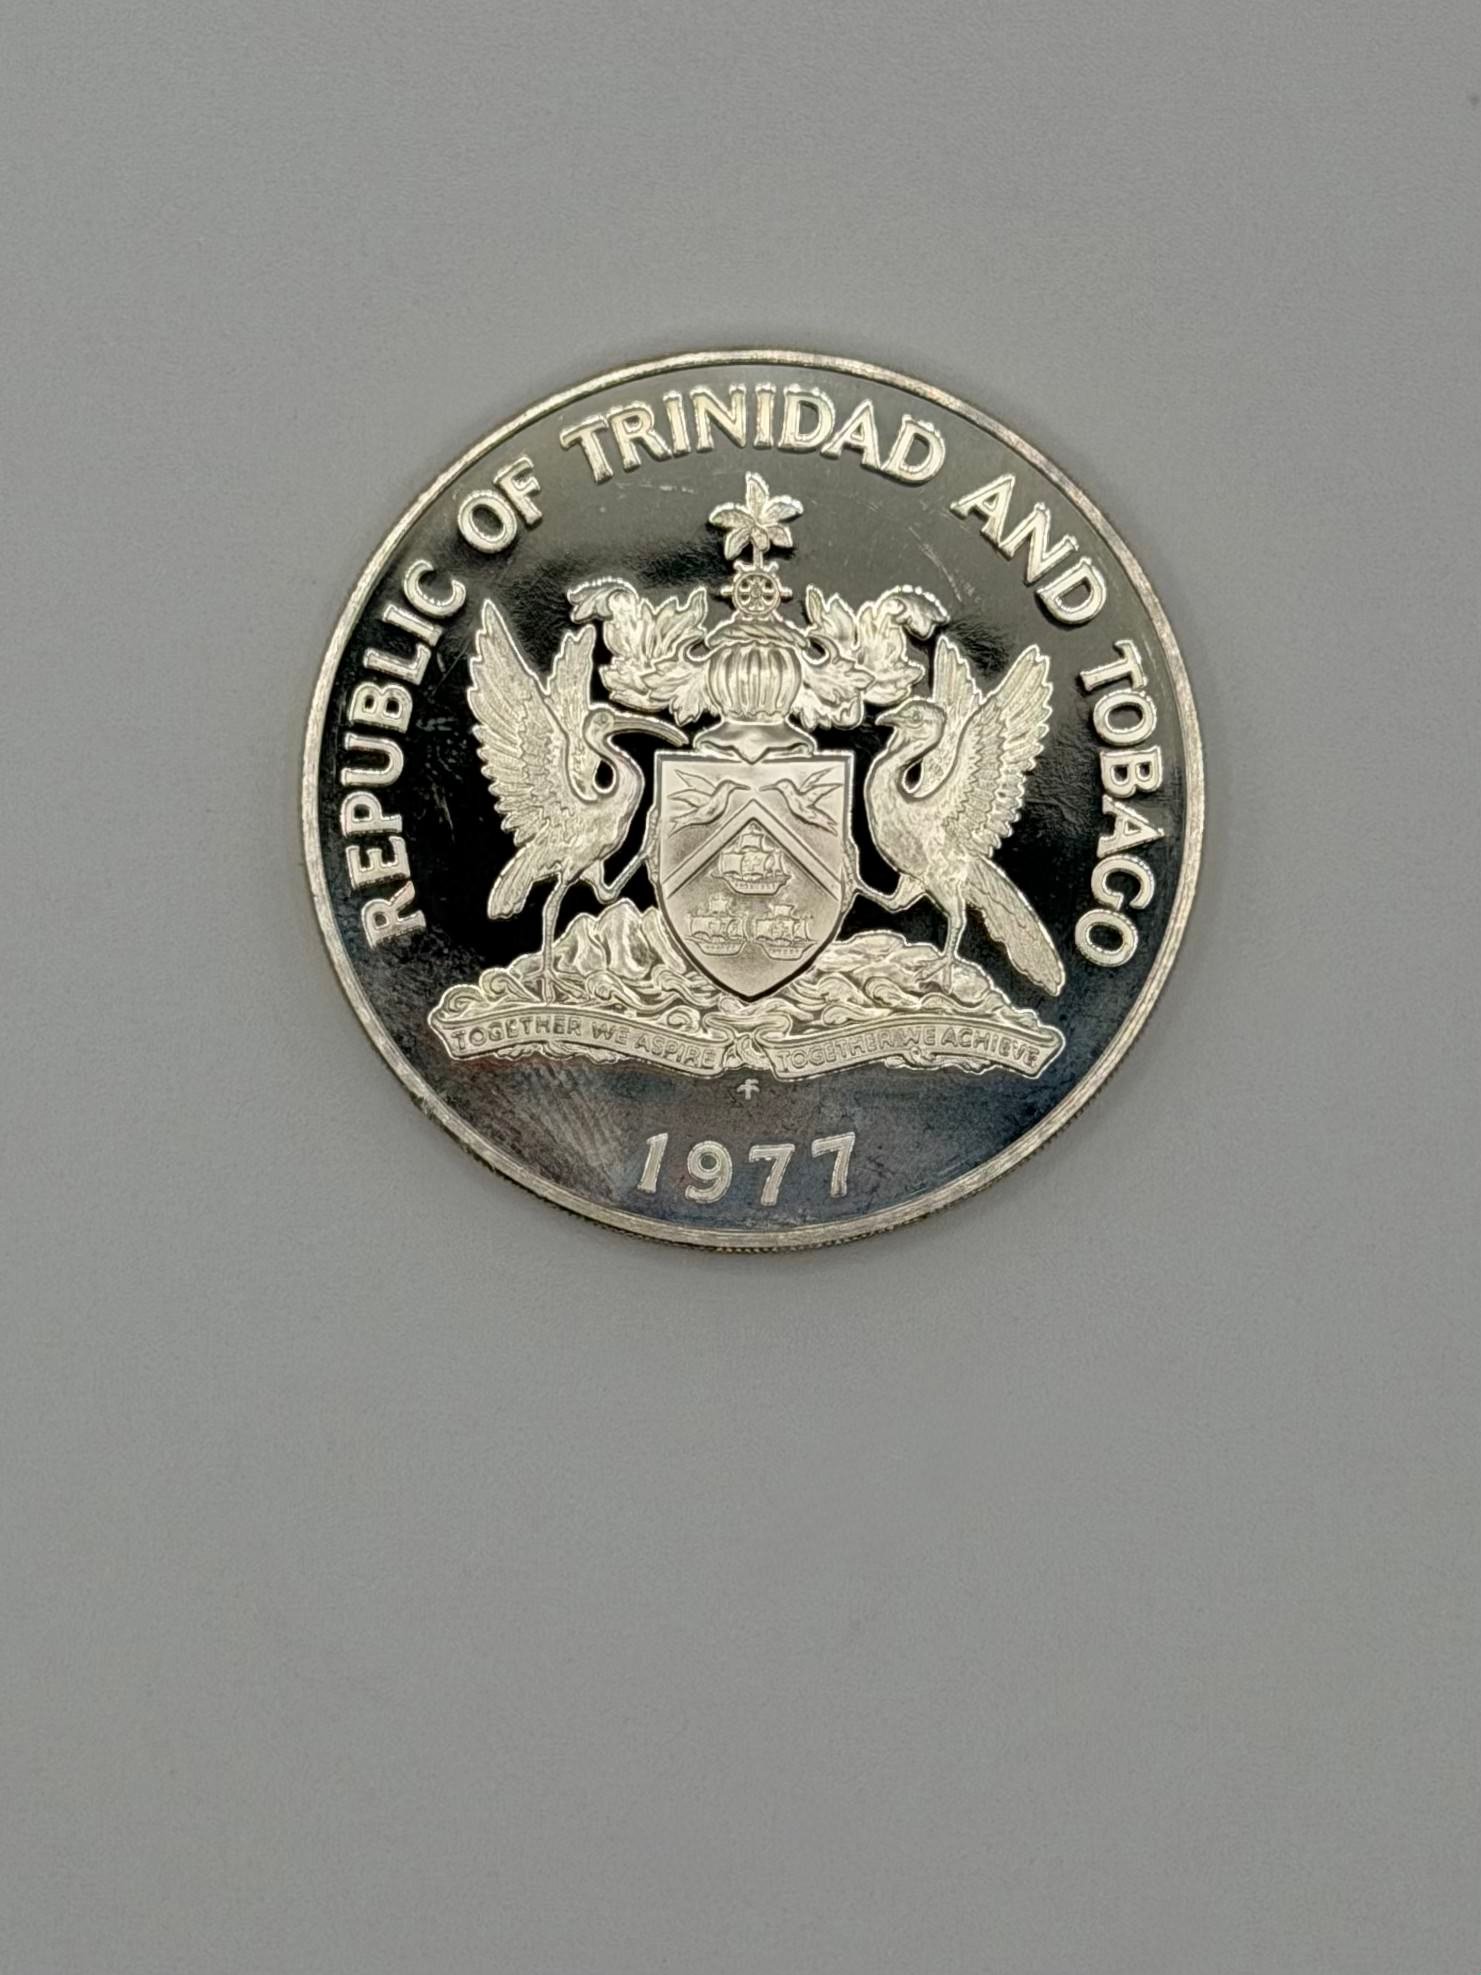 REPUBLIC OF TRINIDAD AND TOBAGO
TOGETHER WE ASPIRE TOGETHER WE ACHIEVE
1977